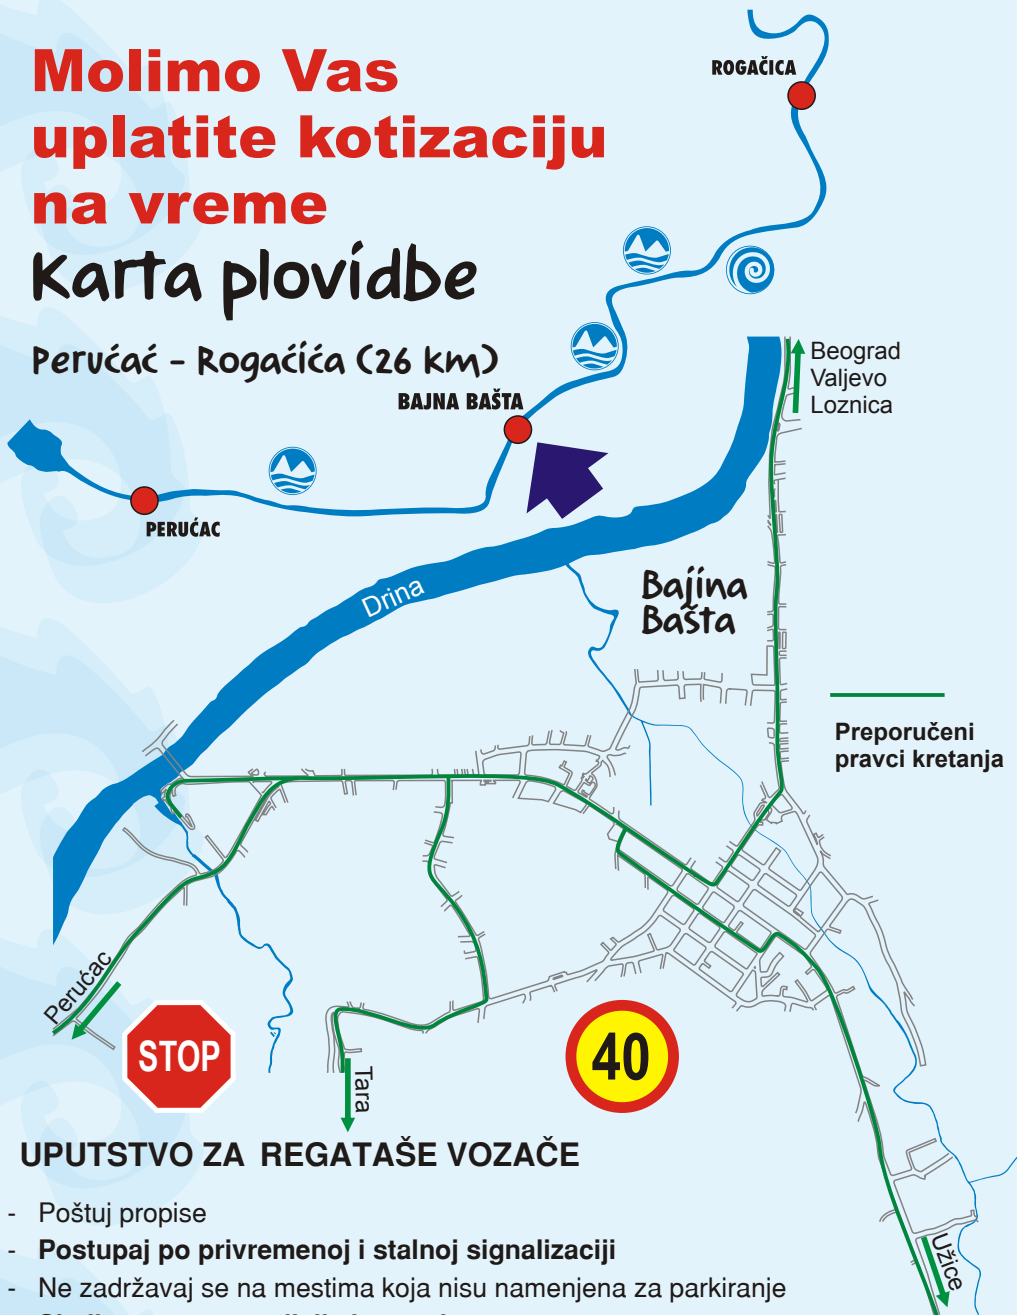 Molimo Vas
uplatite kotizaciju
na vreme
Karta plovidbe
Perućać - Rogaćića (26 km)
ROGAČICA
BAJNA BAŠTA
PERUĆAC
Beograd
Valjevo
Loznica
Drina
Bajina
Bašta
Preporučeni
pravci kretanja
Perućac
STOP
40
Tara
Užice
UPUTSTVO ZA REGATAŠE VOZAČE
- Poštuj propise
- Postupaj po privremenoj i stalnoj signalizaciji
- Ne zadržavaj se na mestima koja nisu namenjena za parkiranje